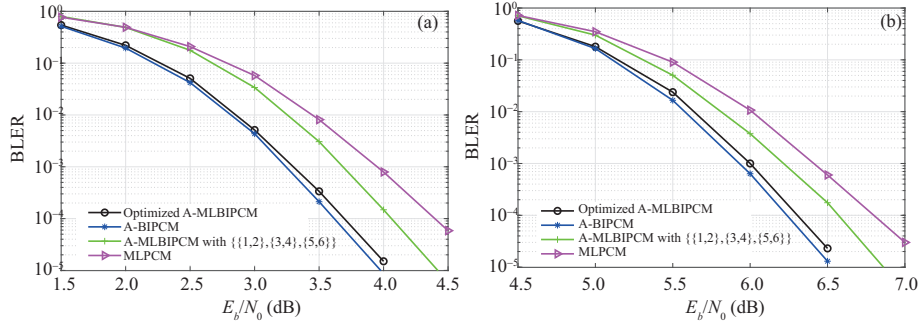 (a)
10⁰
10⁻¹
10⁻²
10⁻³
10⁻⁴
10⁻⁵
BLER
Optimized A-MLBIPCM
A-BIPCM
A-MLBIPCM with {{1,2},{3,4},{5,6}}
MLPCM
1.5 2.0 2.5 3.0 3.5 4.0 4.5
E_b/N_0 (dB)
(b)
10⁰
10⁻¹
10⁻²
10⁻³
10⁻⁴
10⁻⁵
BLER
Optimized A-MLBIPCM
A-BIPCM
A-MLBIPCM with {{1,2},{3,4},{5,6}}
MLPCM
4.5 5.0 5.5 6.0 6.5 7.0
E_b/N_0 (dB)